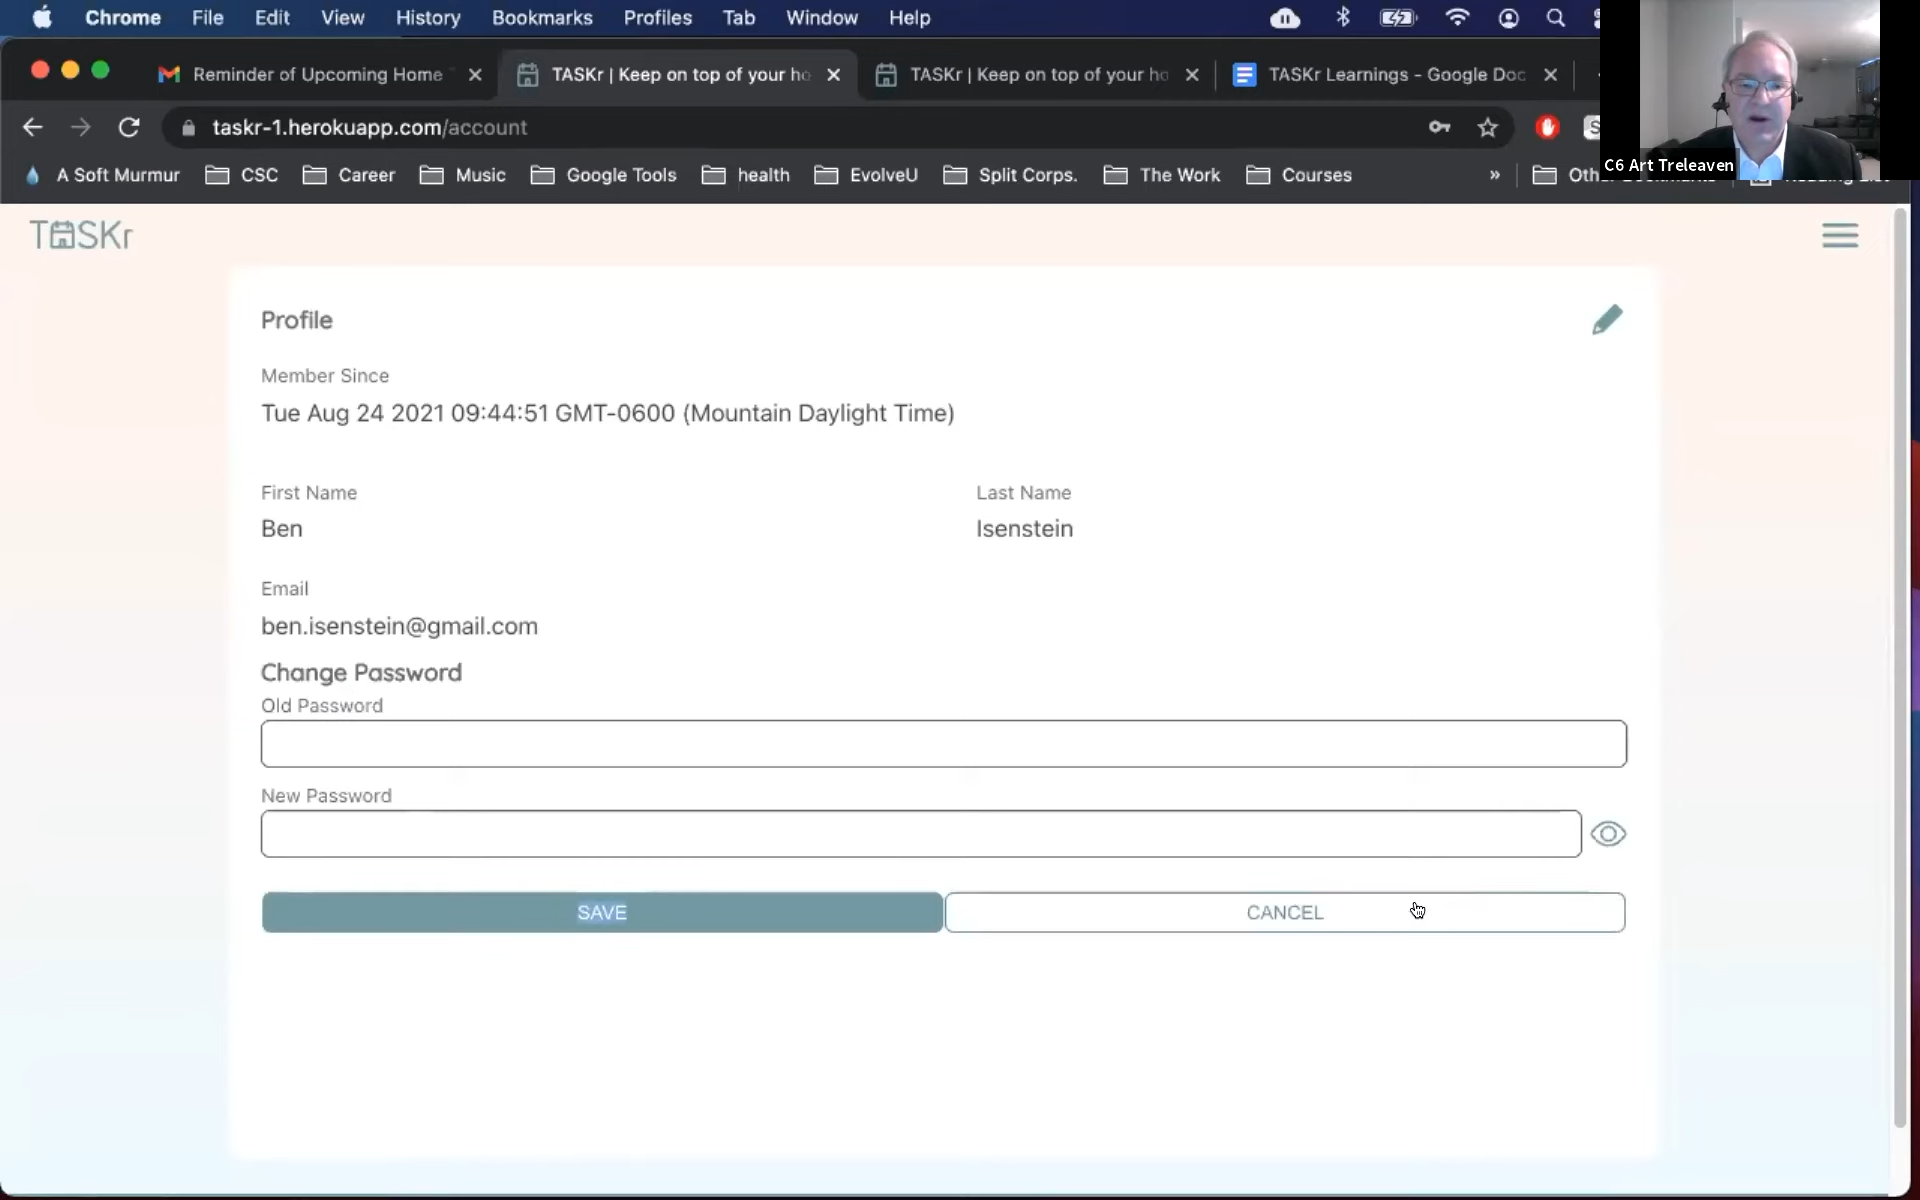 Chrome File Edit View History Bookmarks Profiles Tab Window Help
Reminder of Upcoming Home
TASKr | Keep on top of your ho
TASKr | Keep on top of your ho
TASKr Learnings - Google Doc
taskr-1.herokuapp.com/account
A Soft Murmur CSC Career Music Google Tools health EvolveU Split Corps. The Work Courses »
C6 Art Treleaven
TASKr
Profile
Member Since
Tue Aug 24 2021 09:44:51 GMT-0600 (Mountain Daylight Time)
First Name Last Name
Ben Isenstein
Email
ben.isenstein@gmail.com
Change Password
Old Password
New Password
SAVE CANCEL